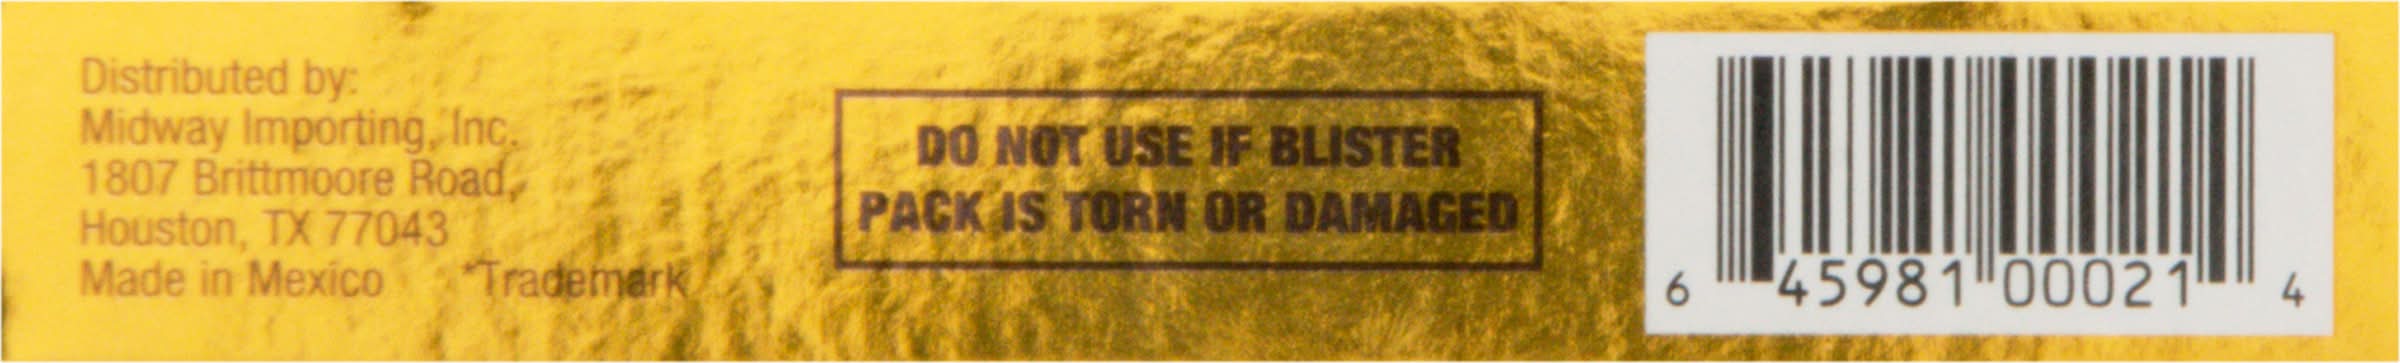 Distributed by:
Midway Importing, Inc.
1807 Brittmoore Road,
Houston, TX 77043
Made in Mexico *Trademark
DO NOT USE IF BLISTER
PACK IS TORN OR DAMAGED
6 45981 00021 4